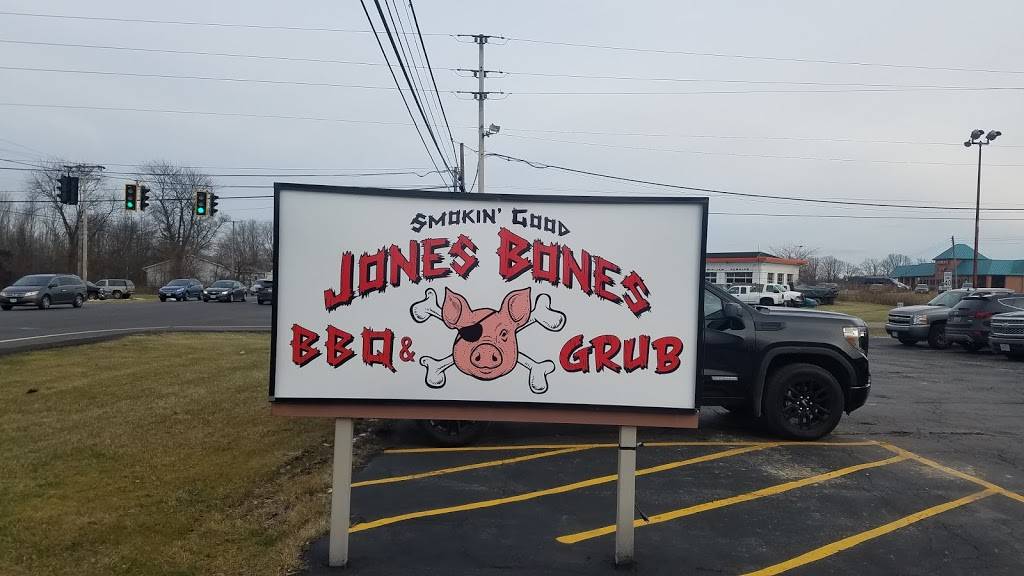 SMOKIN' GOOD
JONES BONES
BBQ & GRUB